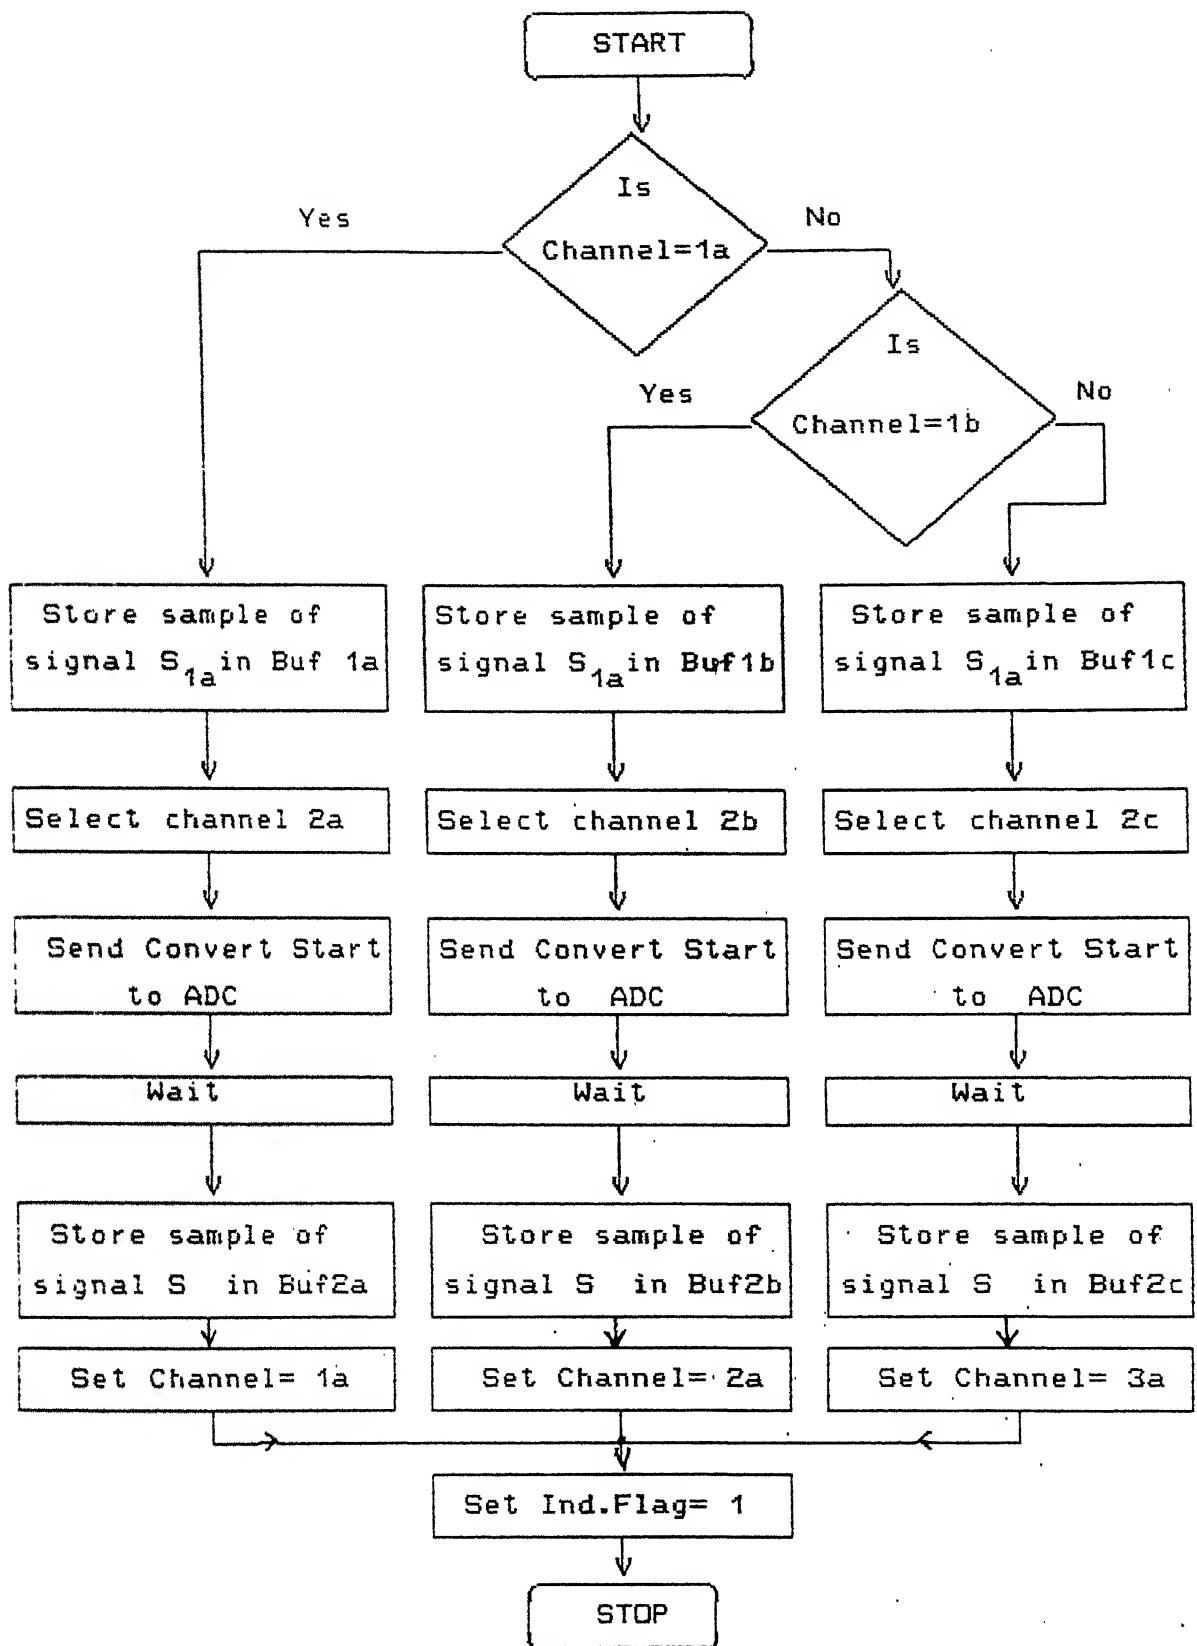 START
Is
Channel=1a
Yes
No
Is
Channel=1b
Yes
No
Store sample of
signal S1a in Buf 1a
Store sample of
signal S1a in Buf1b
Store sample of
signal S1a in Buf1c
Select channel 2a
Select channel 2b
Select channel 2c
Send Convert Start
to ADC
Send Convert Start
to ADC
Send Convert Start
to ADC
Wait
Wait
Wait
Store sample of
signal S in Buf2a
Store sample of
signal S in Buf2b
Store sample of
signal S in Buf2c
Set Channel= 1a
Set Channel= 2a
Set Channel= 3a
Set Ind.Flag= 1
STOP